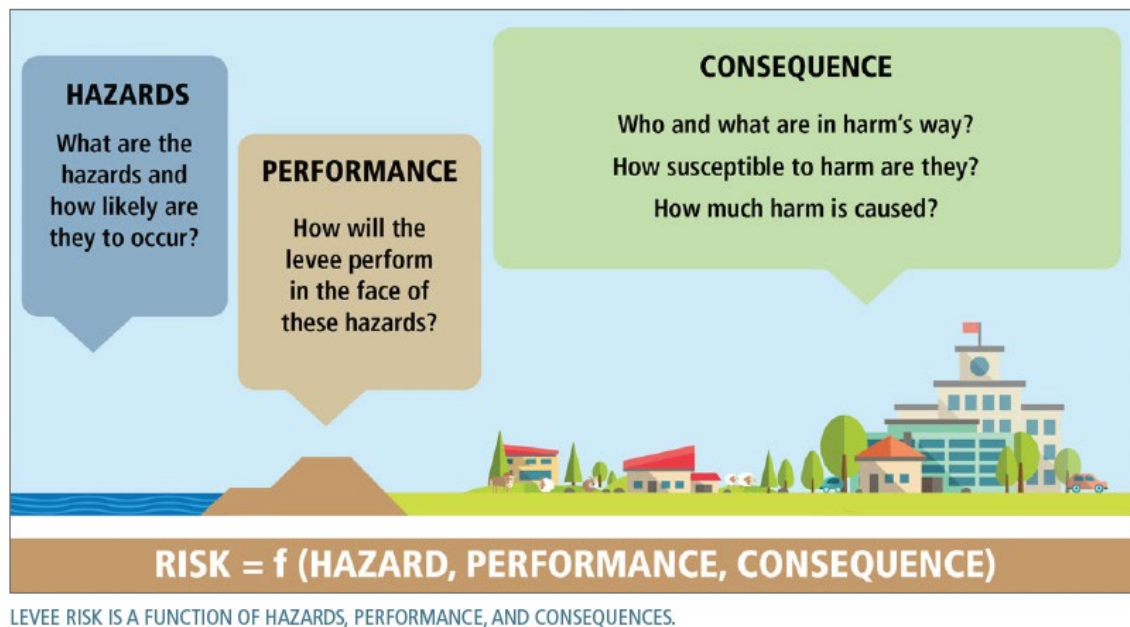 HAZARDS
What are the
hazards and
how likely are
they to occur?
PERFORMANCE
How will the
levee perform
in the face of
these hazards?
CONSEQUENCE
Who and what are in harm's way?
How susceptible to harm are they?
How much harm is caused?
RISK = f (HAZARD, PERFORMANCE, CONSEQUENCE)
LEVEE RISK IS A FUNCTION OF HAZARDS, PERFORMANCE, AND CONSEQUENCES.